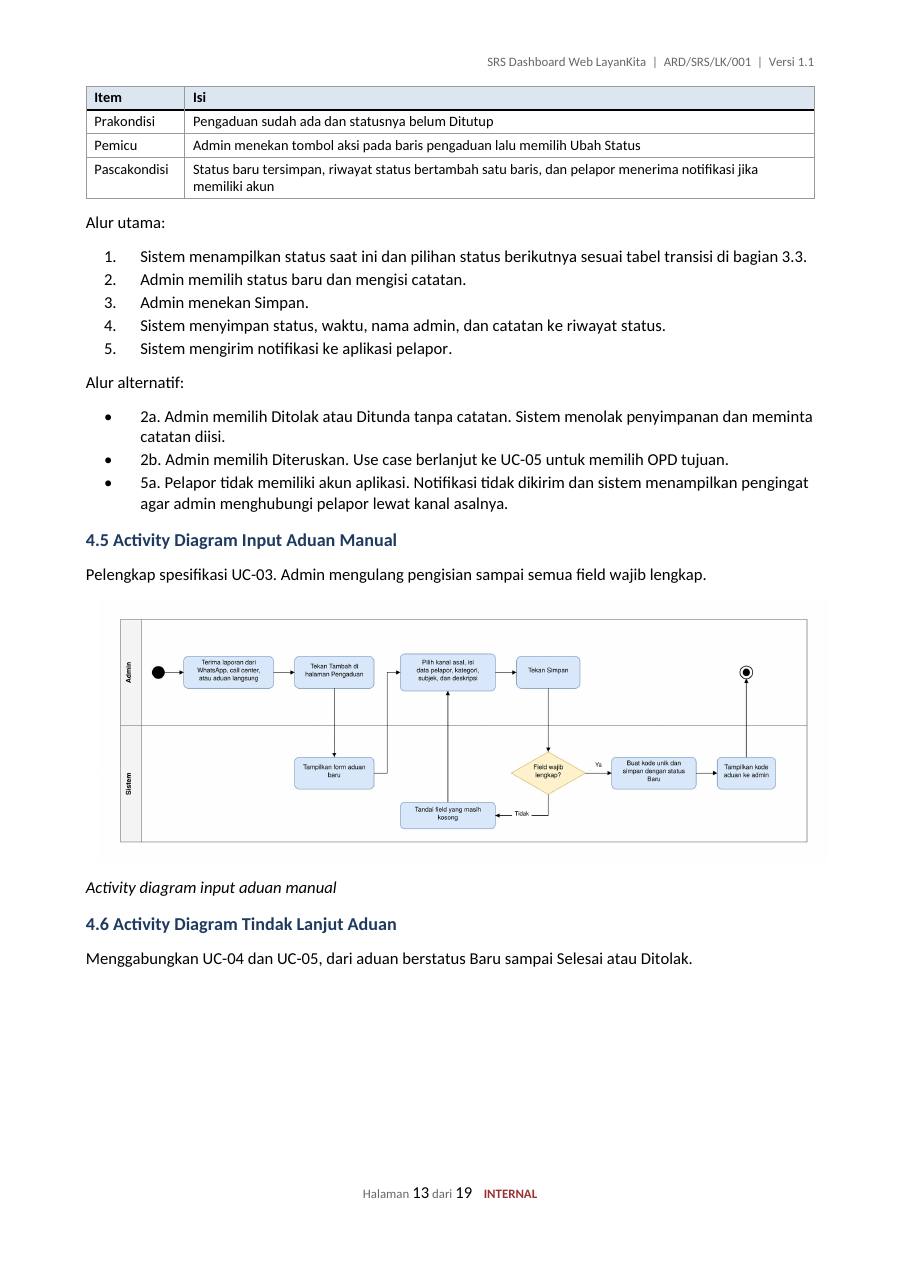 SRS Dashboard Web LayanKita | ARD/SRS/LK/001 | Versi 1.1
Item Isi
Prakondisi Pengaduan sudah ada dan statusnya belum Ditutup
Pemicu Admin menekan tombol aksi pada baris pengaduan lalu memilih Ubah Status
Pascakondisi Status baru tersimpan, riwayat status bertambah satu baris, dan pelapor menerima notifikasi jika
memiliki akun
Alur utama:
1. Sistem menampilkan status saat ini dan pilihan status berikutnya sesuai tabel transisi di bagian 3.3.
2. Admin memilih status baru dan mengisi catatan.
3. Admin menekan Simpan.
4. Sistem menyimpan status, waktu, nama admin, dan catatan ke riwayat status.
5. Sistem mengirim notifikasi ke aplikasi pelapor.
Alur alternatif:
• 2a. Admin memilih Ditolak atau Ditunda tanpa catatan. Sistem menolak penyimpanan dan meminta
catatan diisi.
• 2b. Admin memilih Diteruskan. Use case berlanjut ke UC-05 untuk memilih OPD tujuan.
• 5a. Pelapor tidak memiliki akun aplikasi. Notifikasi tidak dikirim dan sistem menampilkan pengingat
agar admin menghubungi pelapor lewat kanal asalnya.
4.5 Activity Diagram Input Aduan Manual
Pelengkap spesifikasi UC-03. Admin mengulang pengisian sampai semua field wajib lengkap.
Admin
Terima laporan dari
WhatsApp, call center,
atau aduan langsung
Tekan Tambah di
halaman Pengaduan
Pilih kanal asal, isi
data pelapor, kategori,
subjek, dan deskripsi
Tekan Simpan
Sistem
Tampilkan form aduan
baru
Field wajib
lengkap?
Ya
Buat kode unik dan
simpan dengan status
Baru
Tampilkan kode
aduan ke admin
Tandai field yang masih
kosong
Tidak
Activity diagram input aduan manual
4.6 Activity Diagram Tindak Lanjut Aduan
Menggabungkan UC-04 dan UC-05, dari aduan berstatus Baru sampai Selesai atau Ditolak.
Halaman 13 dari 19 INTERNAL